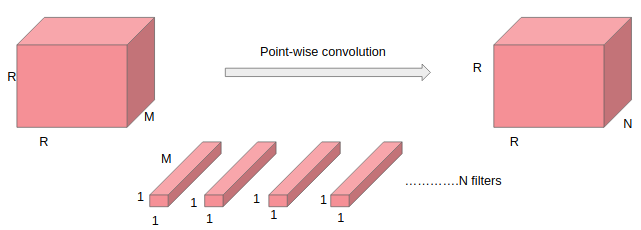 Point-wise convolution
R
M
R
R
N
R
M
1
1
1
1
1
1
1
1
………….N filters